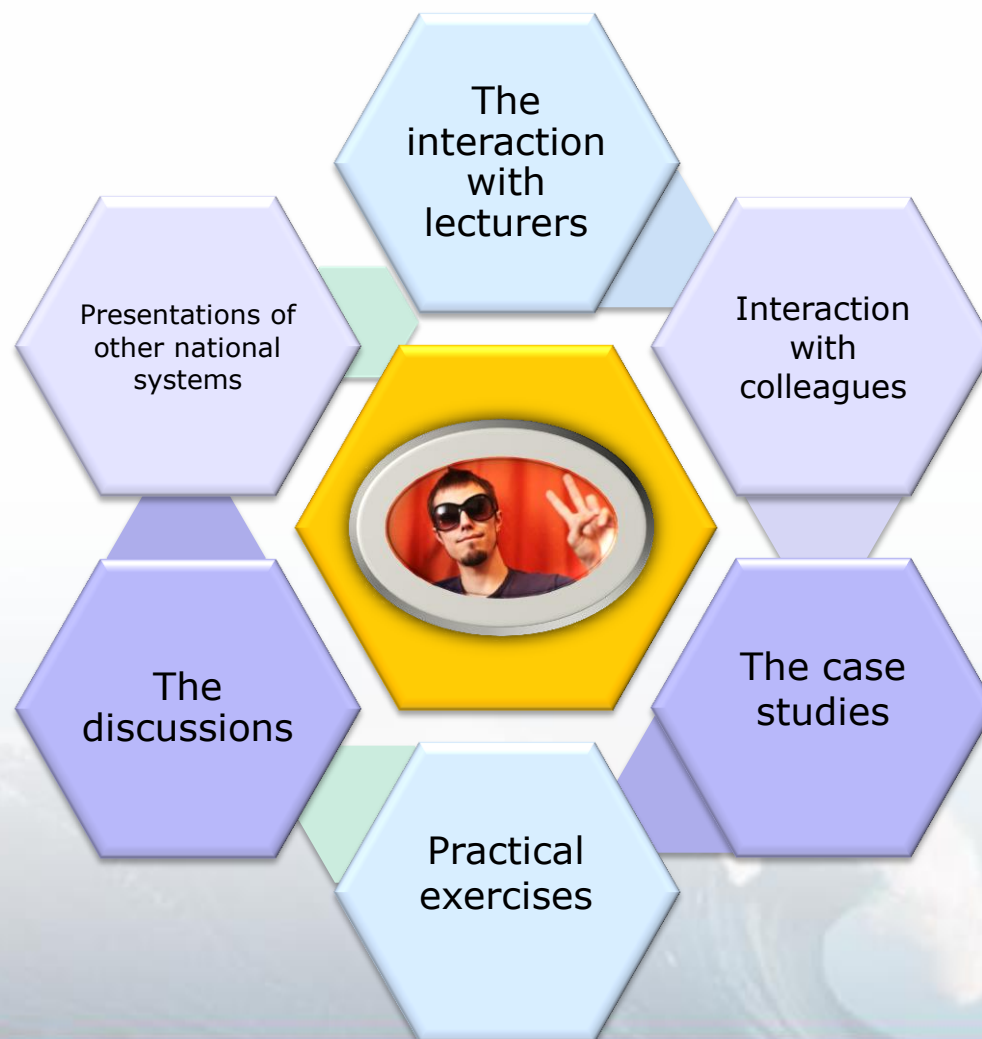 The
interaction
with
lecturers
Interaction
with
colleagues
The case
studies
Practical
exercises
The
discussions
Presentations of
other national
systems